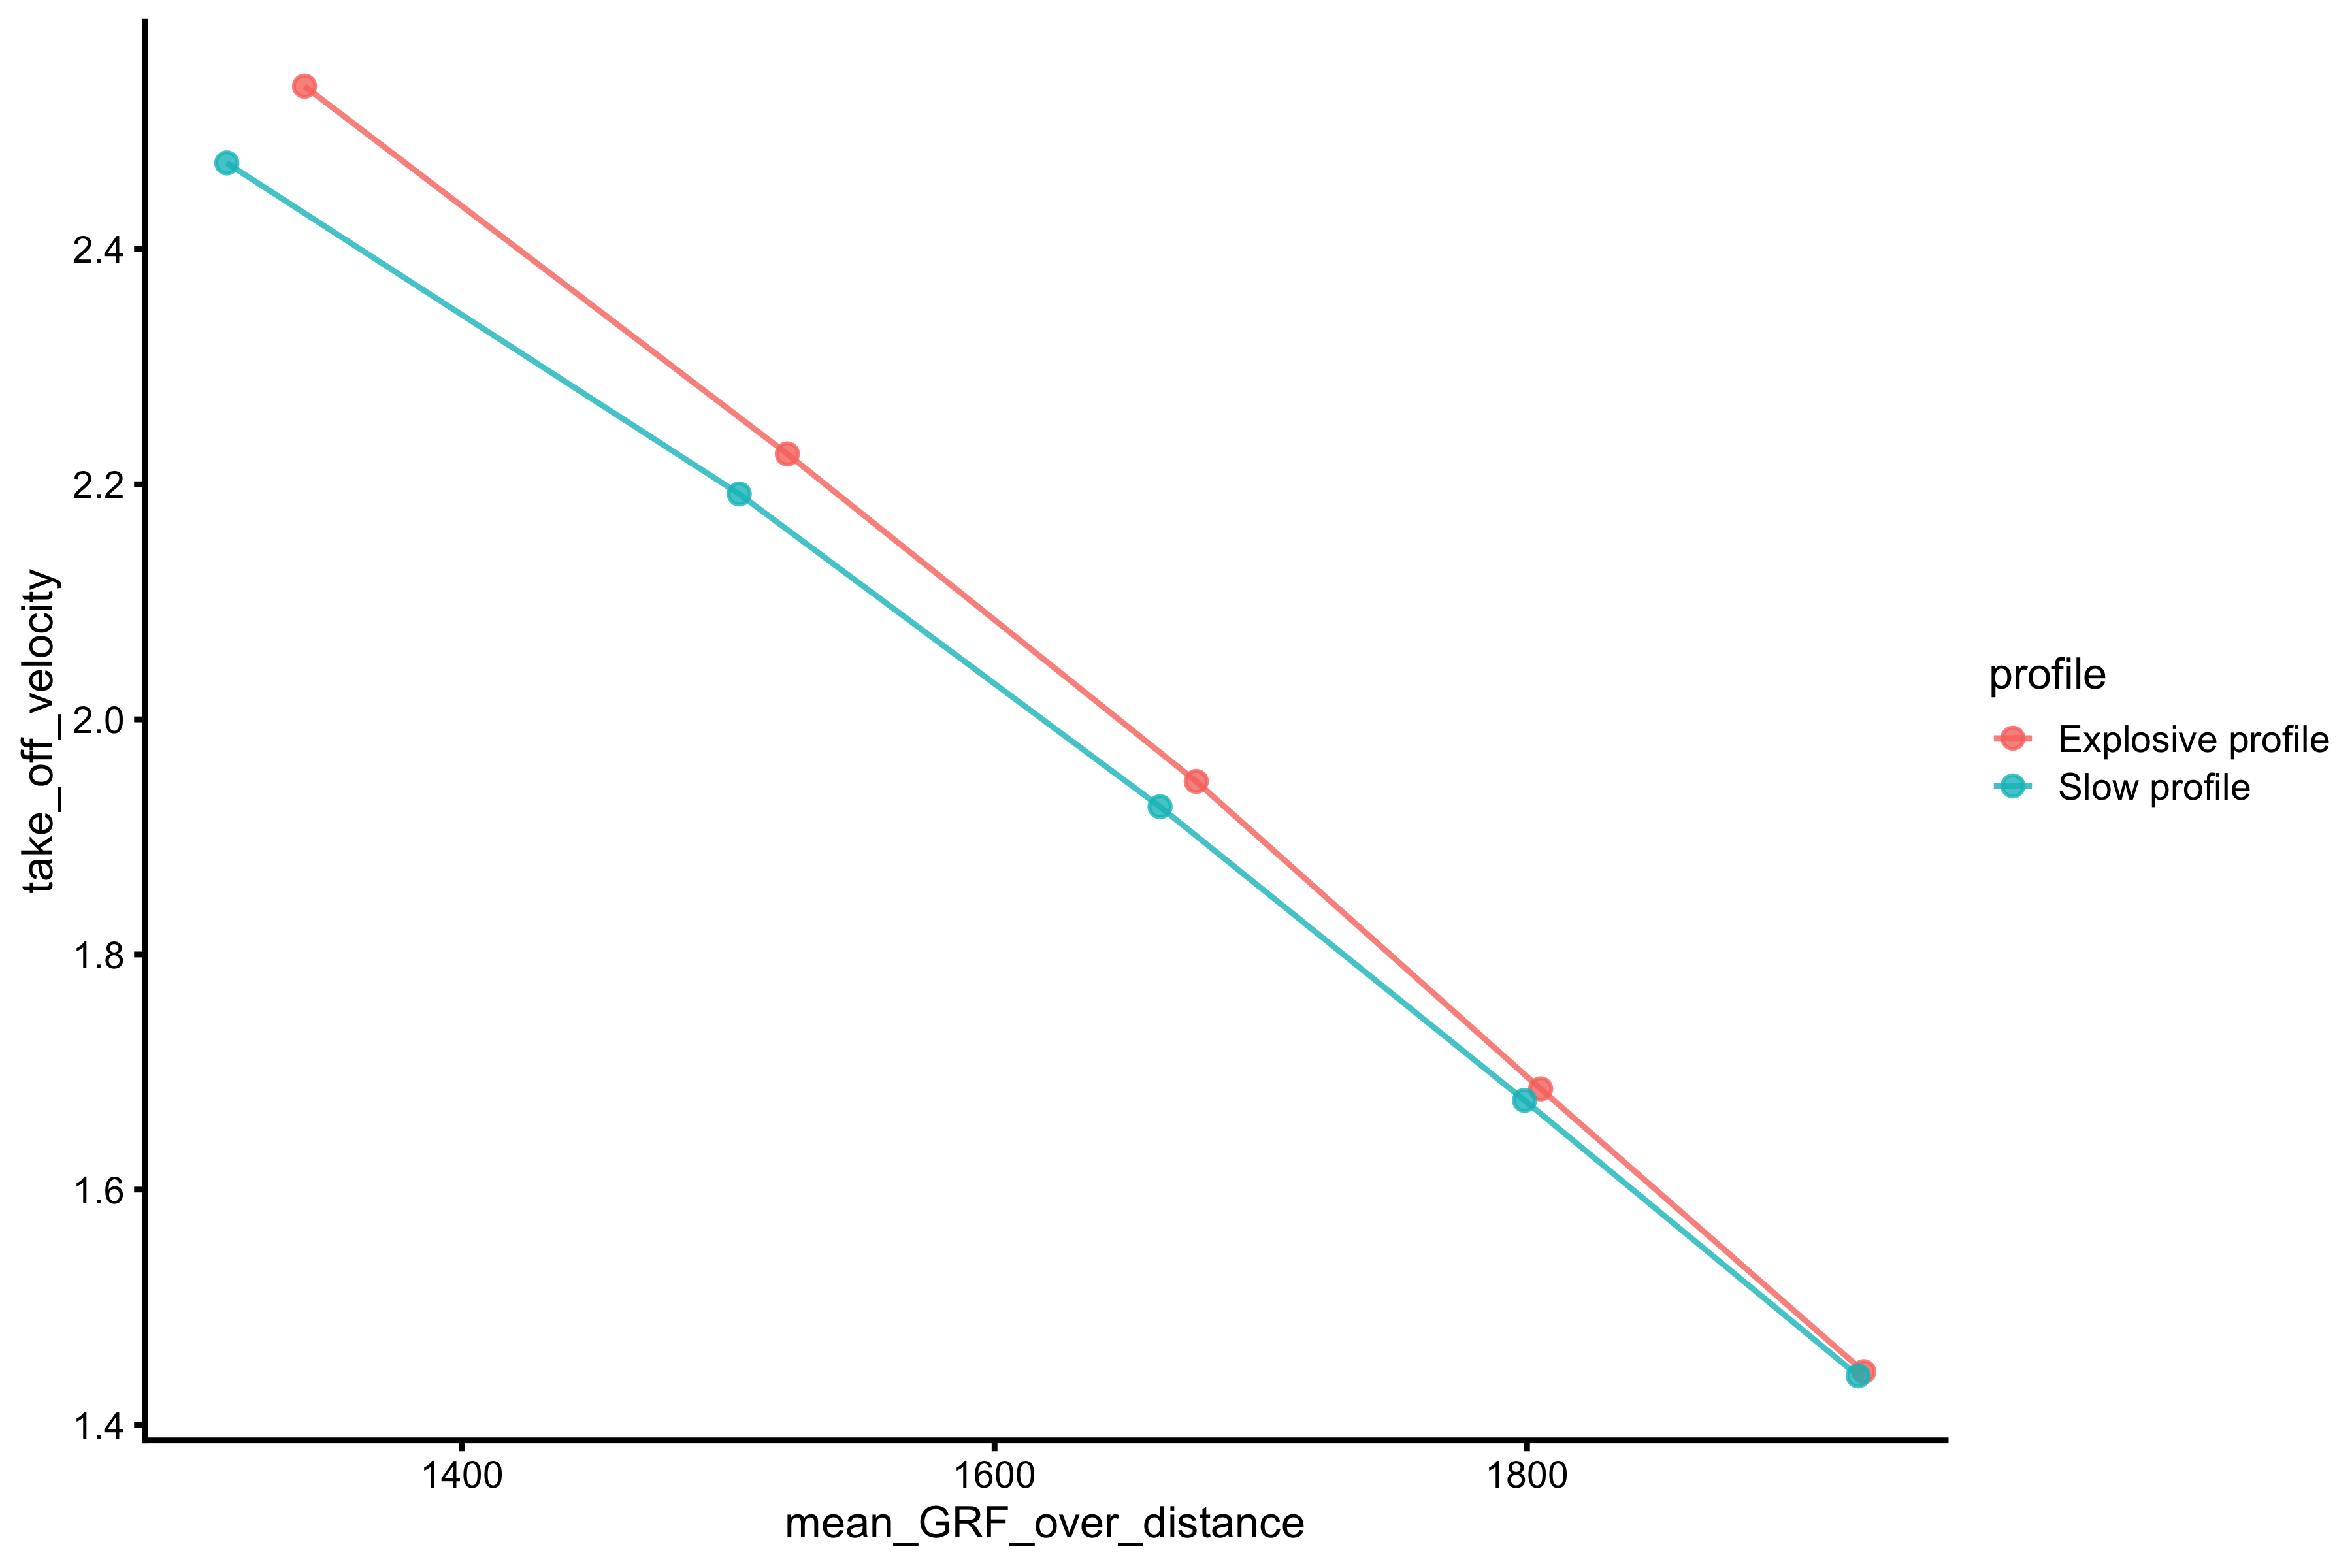 take_off_velocity
2.4
2.2
2.0
1.8
1.6
1.4
1400
1600
1800
mean_GRF_over_distance
profile
Explosive profile
Slow profile